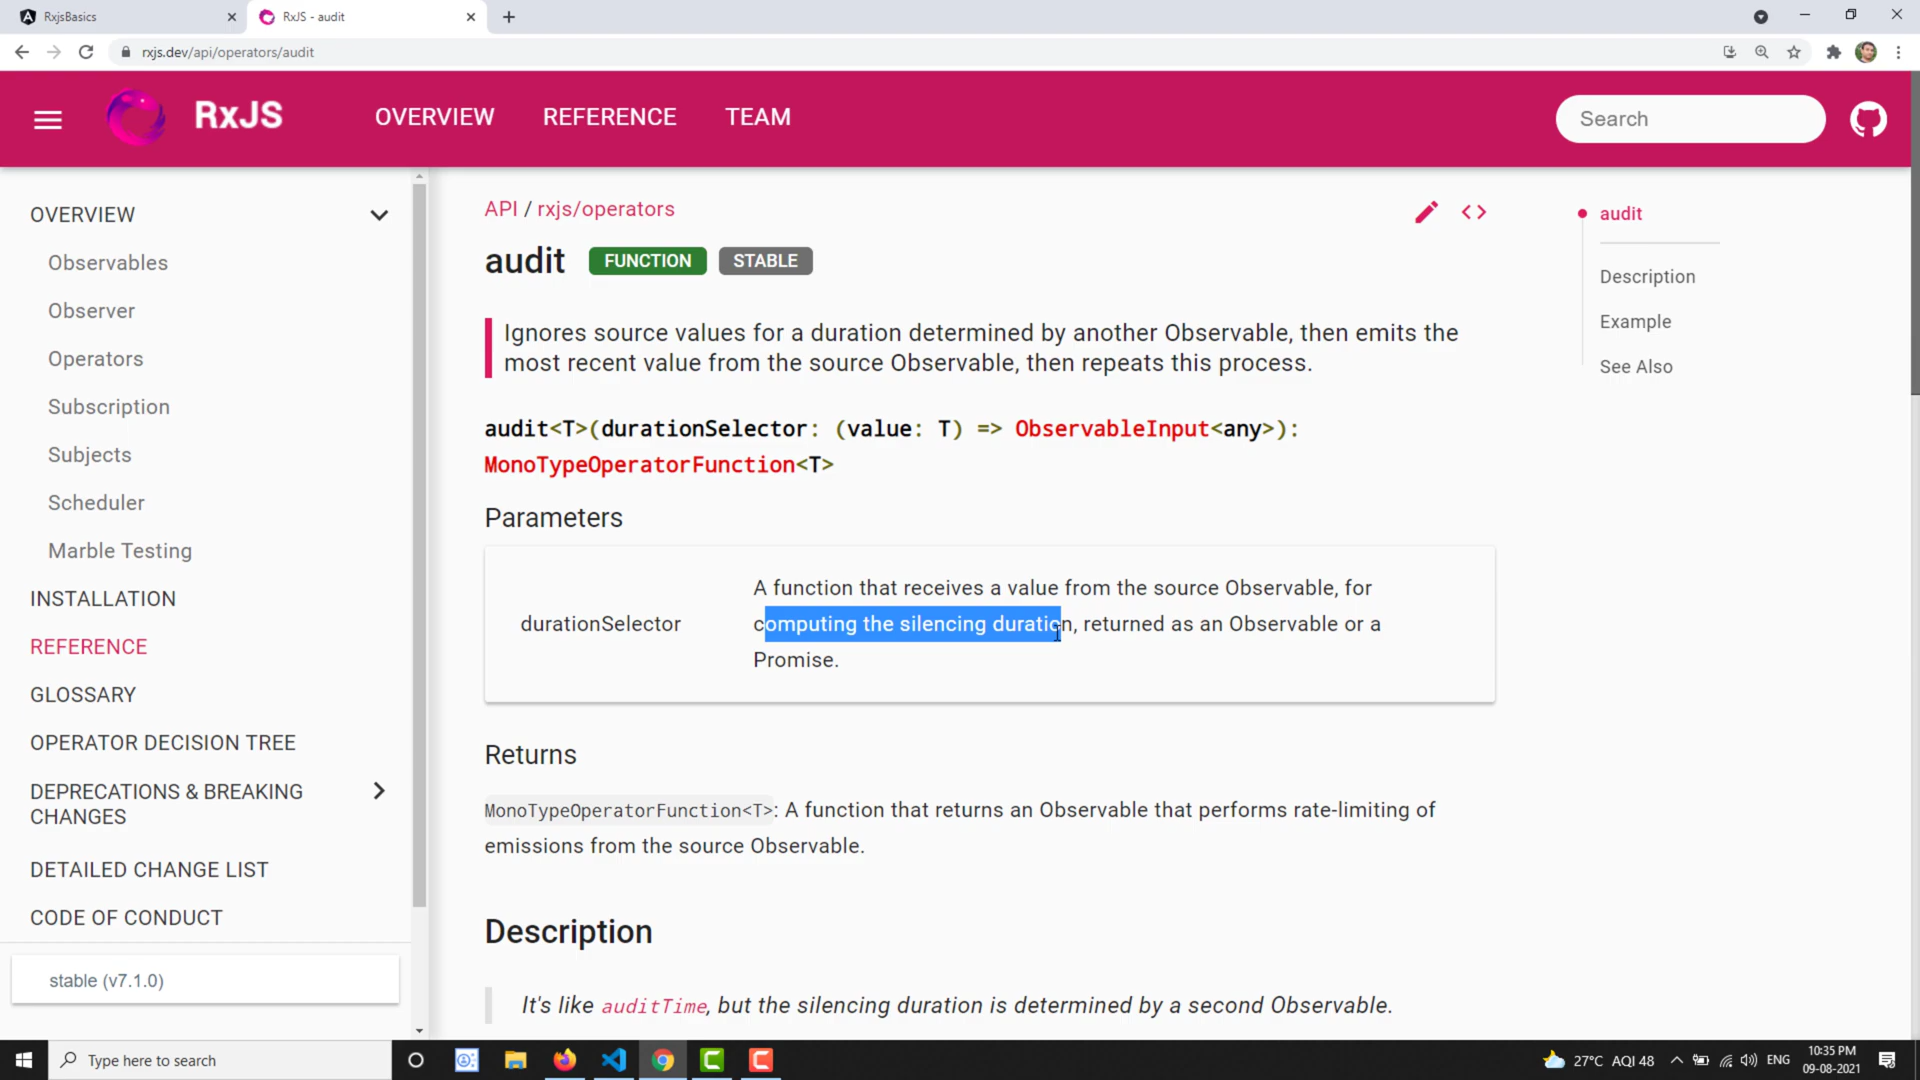 RxjsBasics
RxJS - audit
rxjs.dev/api/operators/audit
RxJS
OVERVIEW
REFERENCE
TEAM
Search
OVERVIEW
Observables
Observer
Operators
Subscription
Subjects
Scheduler
Marble Testing
INSTALLATION
REFERENCE
GLOSSARY
OPERATOR DECISION TREE
DEPRECATIONS & BREAKING
CHANGES
DETAILED CHANGE LIST
CODE OF CONDUCT
stable (v7.1.0)
API / rxjs/operators
audit FUNCTION STABLE
Ignores source values for a duration determined by another Observable, then emits the
most recent value from the source Observable, then repeats this process.
audit<T>(durationSelector: (value: T) => ObservableInput<any>):
MonoTypeOperatorFunction<T>
Parameters
durationSelector
A function that receives a value from the source Observable, for
computing the silencing duration, returned as an Observable or a
Promise.
Returns
MonoTypeOperatorFunction<T>: A function that returns an Observable that performs rate-limiting of
emissions from the source Observable.
Description
It's like auditTime, but the silencing duration is determined by a second Observable.
audit
Description
Example
See Also
Type here to search
27°C AQI 48
ENG
10:35 PM
09-08-2021